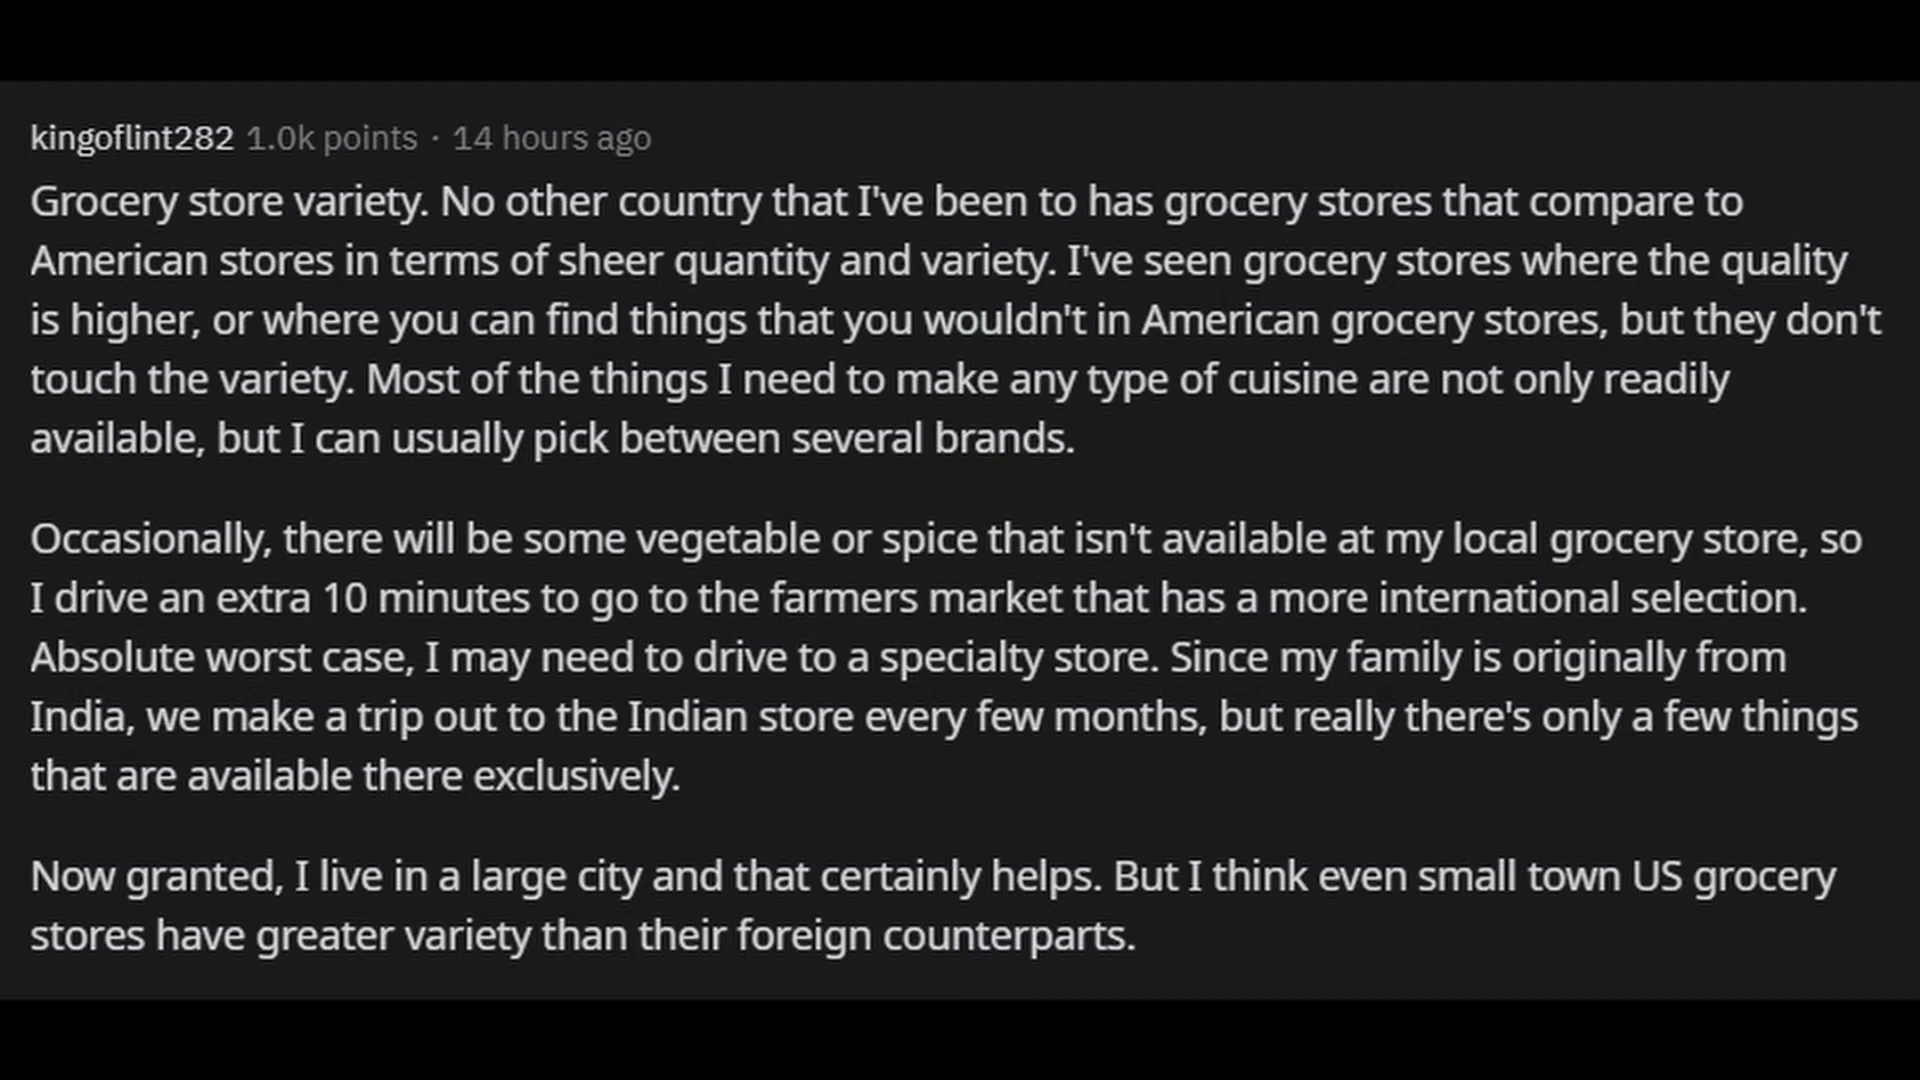 kingoflint282 1.0k points · 14 hours ago
Grocery store variety. No other country that I've been to has grocery stores that compare to
American stores in terms of sheer quantity and variety. I've seen grocery stores where the quality
is higher, or where you can find things that you wouldn't in American grocery stores, but they don't
touch the variety. Most of the things I need to make any type of cuisine are not only readily
available, but I can usually pick between several brands.
Occasionally, there will be some vegetable or spice that isn't available at my local grocery store, so
I drive an extra 10 minutes to go to the farmers market that has a more international selection.
Absolute worst case, I may need to drive to a specialty store. Since my family is originally from
India, we make a trip out to the Indian store every few months, but really there's only a few things
that are available there exclusively.
Now granted, I live in a large city and that certainly helps. But I think even small town US grocery
stores have greater variety than their foreign counterparts.